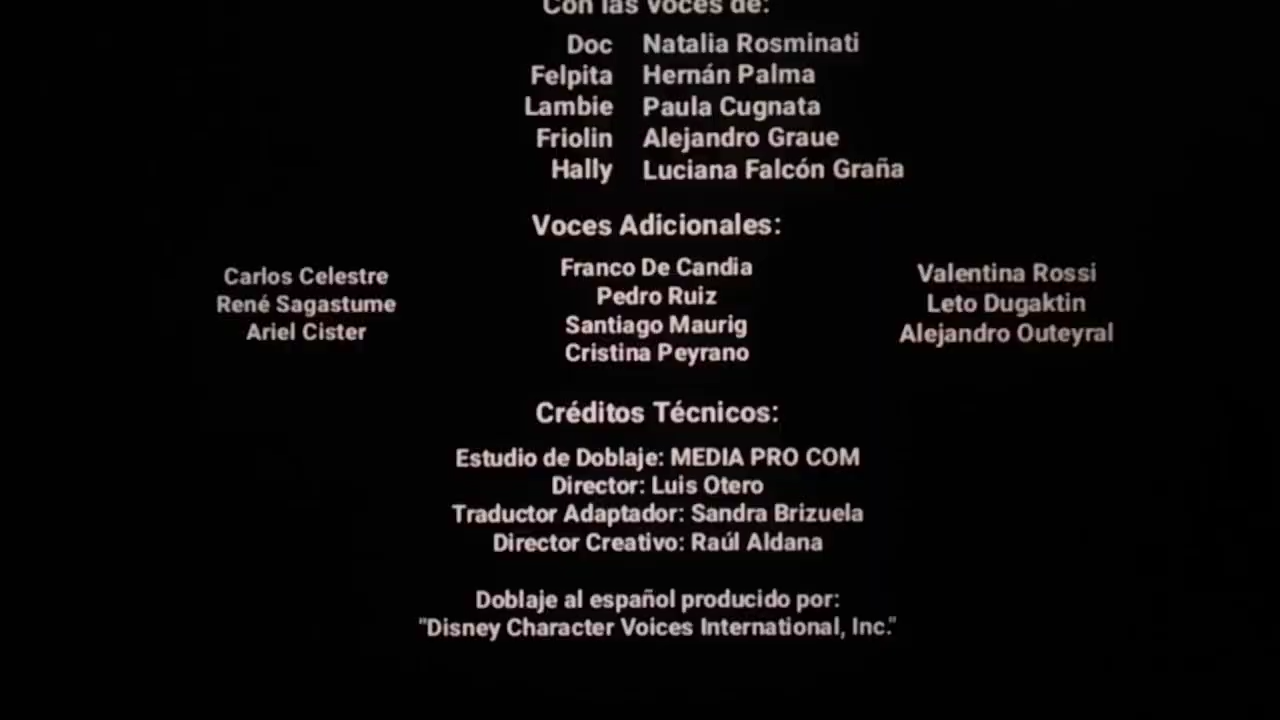 Con las voces de:
Doc Natalia Rosminati
Felpita Hernán Palma
Lambie Paula Cugnata
Friolin Alejandro Graue
Hally Luciana Falcón Graña
Voces Adicionales:
Carlos Celestre
René Sagastume
Ariel Cister
Franco De Candia
Pedro Ruiz
Santiago Maurig
Cristina Peyrano
Valentina Rossi
Leto Dugaktin
Alejandro Outeyral
Créditos Técnicos:
Estudio de Doblaje: MEDIA PRO COM
Director: Luis Otero
Traductor Adaptador: Sandra Brizuela
Director Creativo: Raúl Aldana
Doblaje al español producido por:
"Disney Character Voices International, Inc."